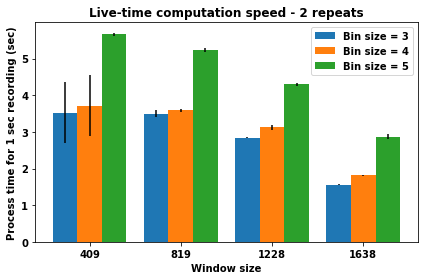 Live-time computation speed - 2 repeats
Process time for 1 sec recording (sec)
Bin size = 3
Bin size = 4
Bin size = 5
5
4
3
2
1
0
409 819 1228 1638
Window size